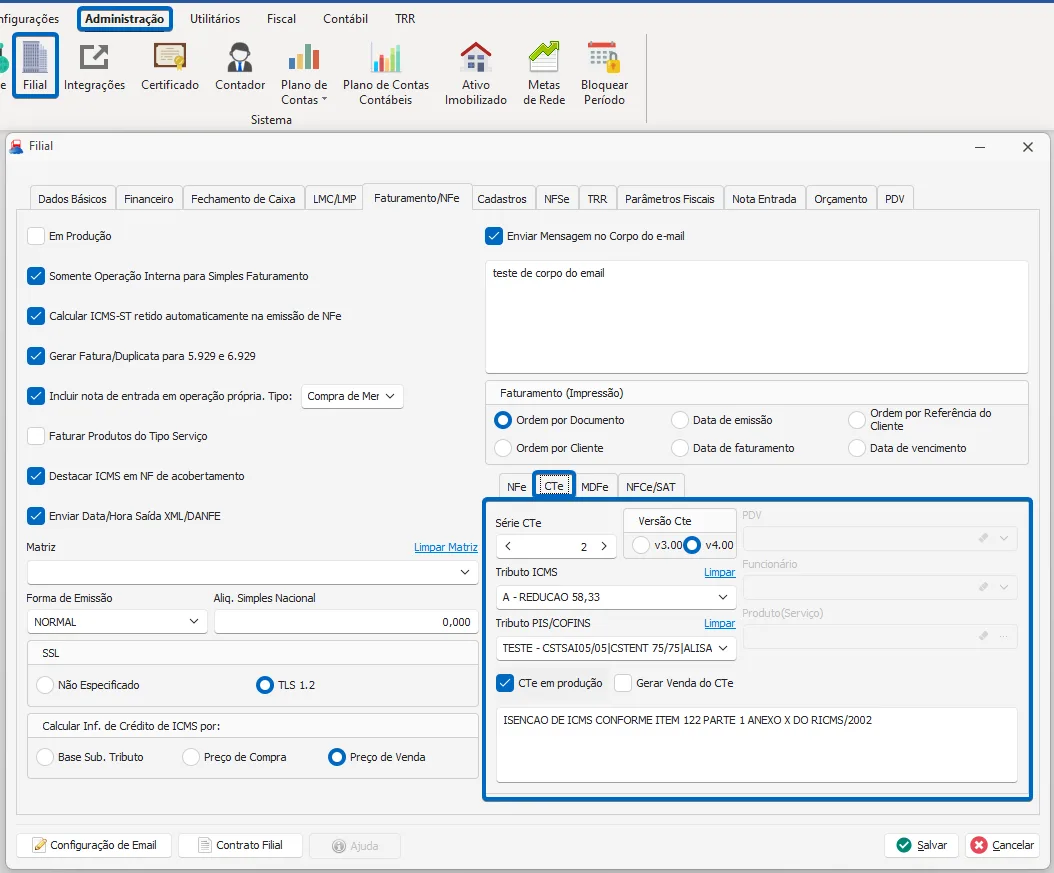 nfigurações Administração Utilitários Fiscal Contábil TRR
e Filial Integrações Certificado Contador Plano de Contas Plano de Contas Contábeis Ativo Imobilizado Metas de Rede Bloquear Período
Sistema
Filial
Dados Básicos Financeiro Fechamento de Caixa LMC/LMP Faturamento/NFe Cadastros NFSe TRR Parâmetros Fiscais Nota Entrada Orçamento PDV
Em Produção
Somente Operação Interna para Simples Faturamento
Calcular ICMS-ST retido automaticamente na emissão de NFe
Gerar Fatura/Duplicata para 5.929 e 6.929
Incluir nota de entrada em operação própria. Tipo: Compra de Mer
Faturar Produtos do Tipo Serviço
Destacar ICMS em NF de acobertamento
Enviar Data/Hora Saída XML/DANFE
Matriz Limpar Matriz
Forma de Emissão Aliq. Simples Nacional
NORMAL 0,000
SSL
Não Especificado TLS 1.2
Calcular Inf. de Crédito de ICMS por:
Base Sub. Tributo Preço de Compra Preço de Venda
Enviar Mensagem no Corpo do e-mail
teste de corpo do email
Faturamento (Impressão)
Ordem por Documento Data de emissão Ordem por Referência do Cliente
Ordem por Cliente Data de faturamento Data de vencimento
NFe CTe MDFe NFCe/SAT
Série CTe Versão Cte PDV
2 v3.00 v4.00
Tributo ICMS Limpar Funcionário
A - REDUCAO 58,33
Tributo PIS/COFINS Limpar Produto(Serviço)
TESTE - CSTSAI05/05|CSTENT 75/75|ALISA
CTe em produção Gerar Venda do CTe
ISENCAO DE ICMS CONFORME ITEM 122 PARTE 1 ANEXO X DO RICMS/2002
Configuração de Email Contrato Filial Ajuda Salvar Cancelar